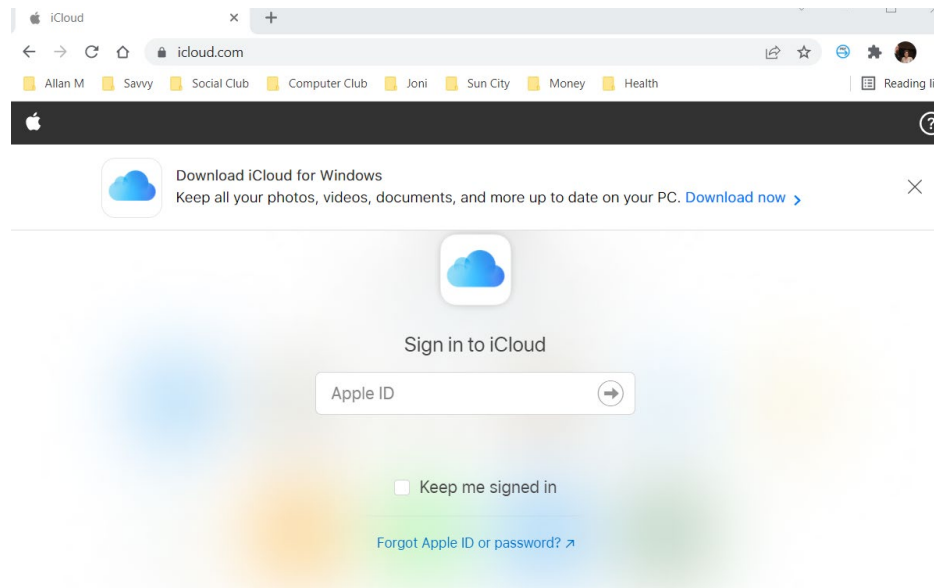 iCloud
icloud.com
Allan M Savvy Social Club Computer Club Joni Sun City Money Health Reading li
Download iCloud for Windows
Keep all your photos, videos, documents, and more up to date on your PC. Download now
Sign in to iCloud
Apple ID
Keep me signed in
Forgot Apple ID or password?